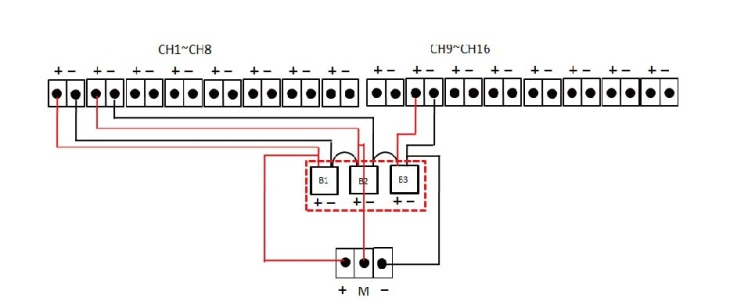 CH1~CH8 CH9~CH16
+ − + − + − + − + − + − + − + − + − + − + − + − + − + − + − + −
B1 B2 B3
+ − + − + −
+ M −